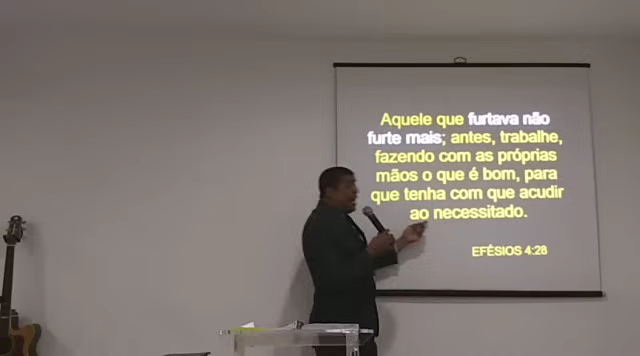 Aquele que furtava não
furte mais; antes, trabalhe,
fazendo com as próprias
mãos o que é bom, para
que tenha com que acudir
ao necessitado.
EFÉSIOS 4:28